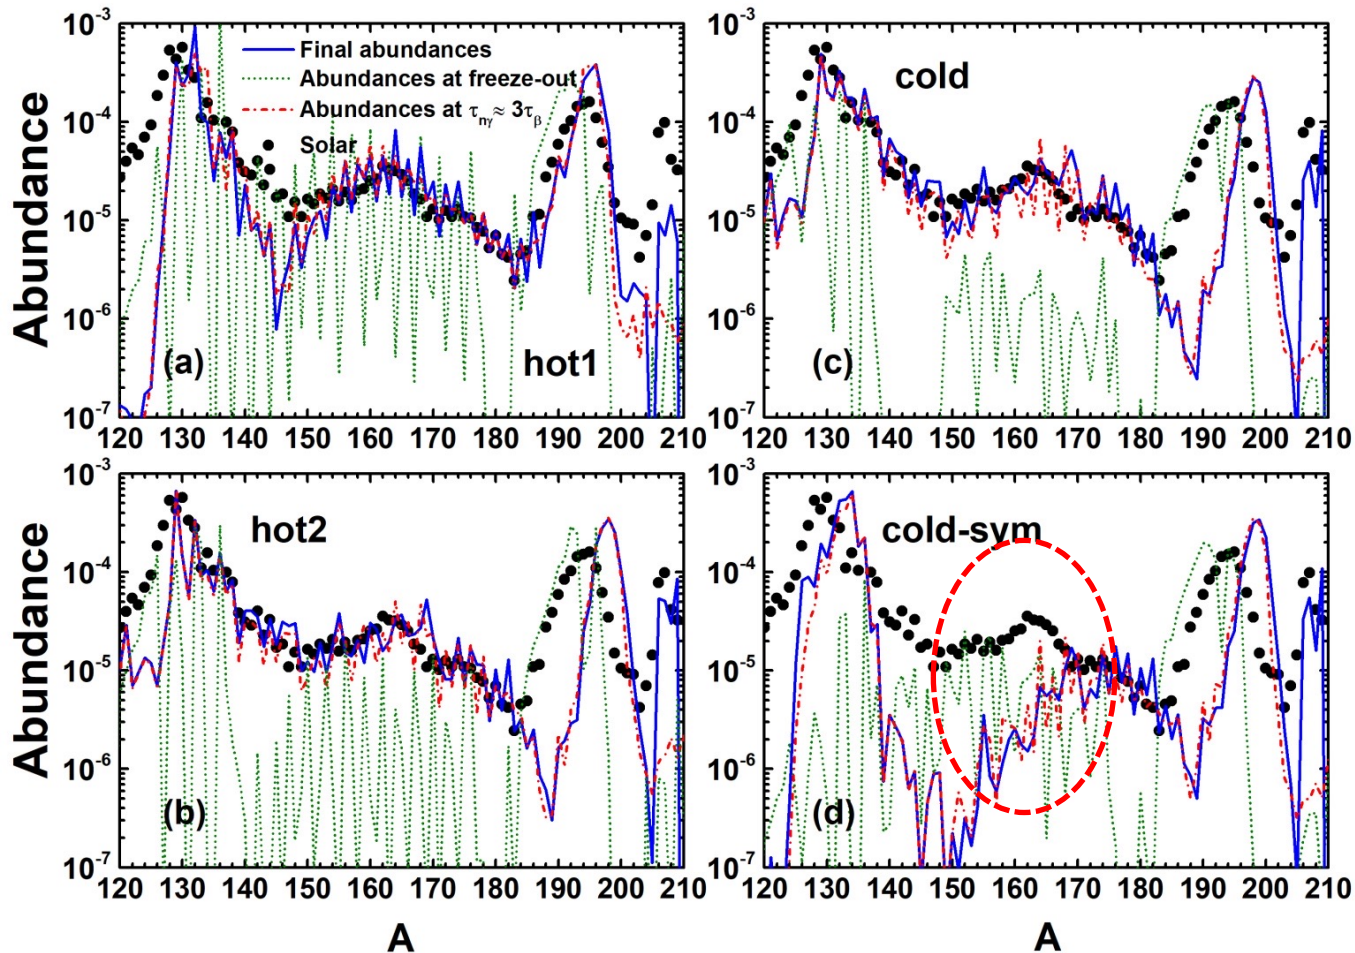 Abundance
10⁻³
10⁻⁴
10⁻⁵
10⁻⁶
10⁻⁷
Final abundances
Abundances at freeze-out
Abundances at τₙᵧ≈ 3τᵦ
Solar
(a)
hot1
120 130 140 150 160 170 180 190 200 210
10⁻³
10⁻⁴
10⁻⁵
10⁻⁶
10⁻⁷
cold
(c)
120 130 140 150 160 170 180 190 200 210
Abundance
10⁻³
10⁻⁴
10⁻⁵
10⁻⁶
10⁻⁷
hot2
(b)
120 130 140 150 160 170 180 190 200 210
A
10⁻³
10⁻⁴
10⁻⁵
10⁻⁶
10⁻⁷
cold-sym
(d)
120 130 140 150 160 170 180 190 200 210
A